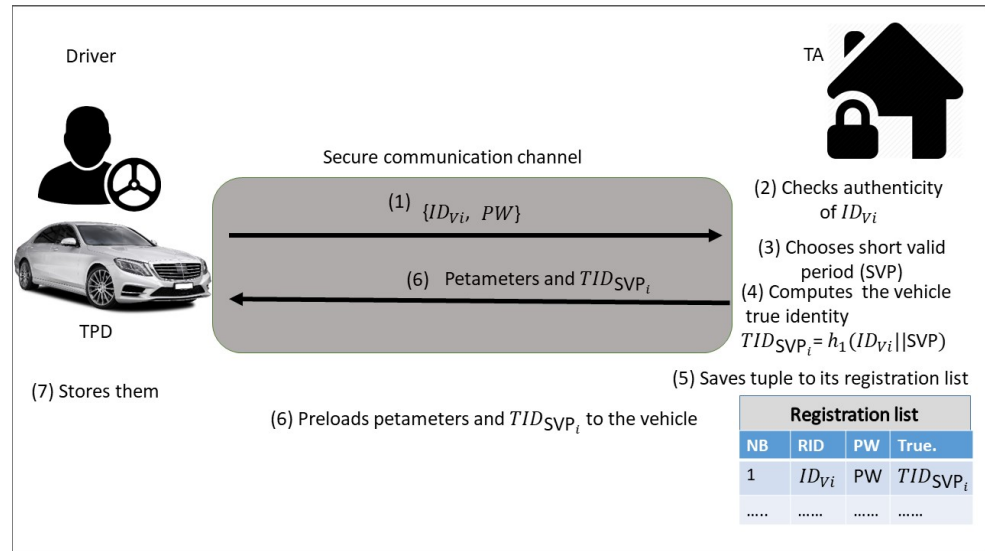 Driver
TA
Secure communication channel
(1) {ID_Vi, PW}
(2) Checks authenticity
of ID_Vi
(3) Chooses short valid
period (SVP)
(6) Petameters and TID_SVP_i
(4) Computes the vehicle
true identity
TID_SVP_i= h_1(ID_Vi||SVP)
TPD
(5) Saves tuple to its registration list
(7) Stores them
(6) Preloads petameters and TID_SVP_i to the vehicle
Registration list
NB RID PW True.
1 ID_Vi PW TID_SVP_i
….. …… …… ……